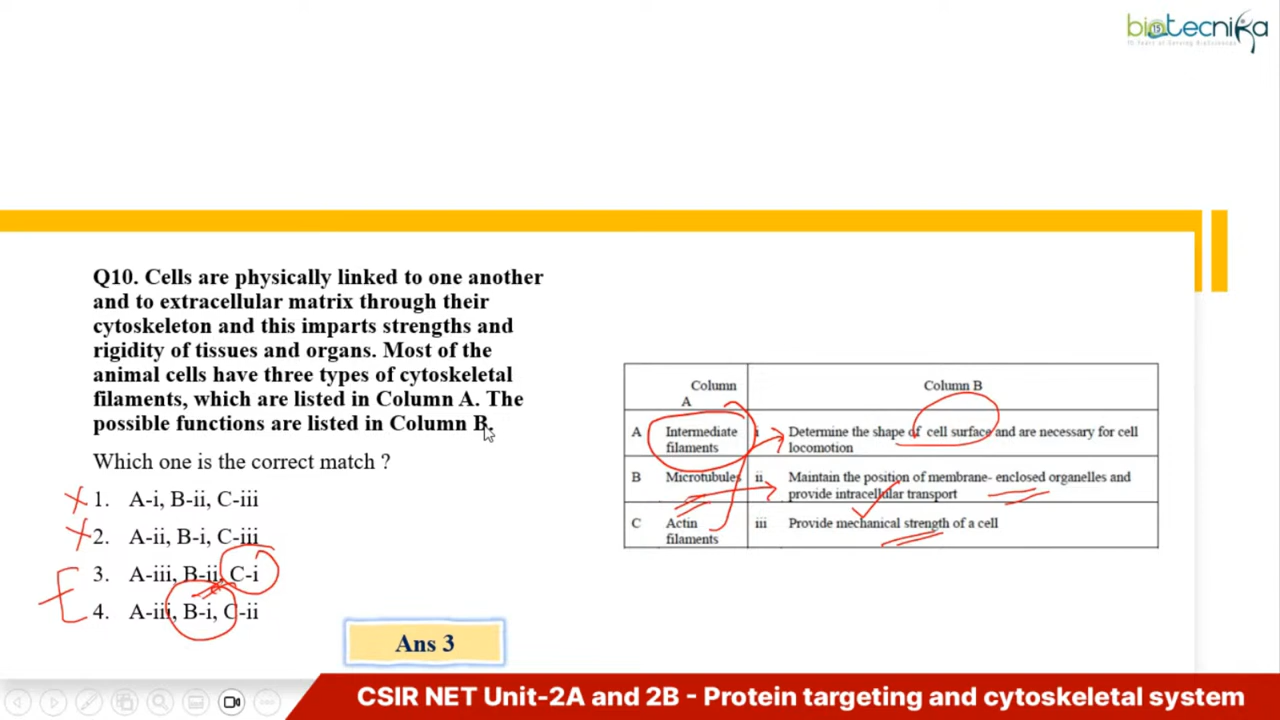 biotecnika
Q10. Cells are physically linked to one another
and to extracellular matrix through their
cytoskeleton and this imparts strengths and
rigidity of tissues and organs. Most of the
animal cells have three types of cytoskeletal
filaments, which are listed in Column A. The
possible functions are listed in Column B.
Which one is the correct match ?
1. A-i, B-ii, C-iii
2. A-ii, B-i, C-iii
3. A-iii, B-ii, C-i
4. A-iii, B-i, C-ii
Ans 3
Column
A
Column B
A Intermediate i Determine the shape of cell surface and are necessary for cell
filaments locomotion
B Microtubules ii Maintain the position of membrane- enclosed organelles and
provide intracellular transport
C Actin iii Provide mechanical strength of a cell
filaments
CSIR NET Unit-2A and 2B - Protein targeting and cytoskeletal system